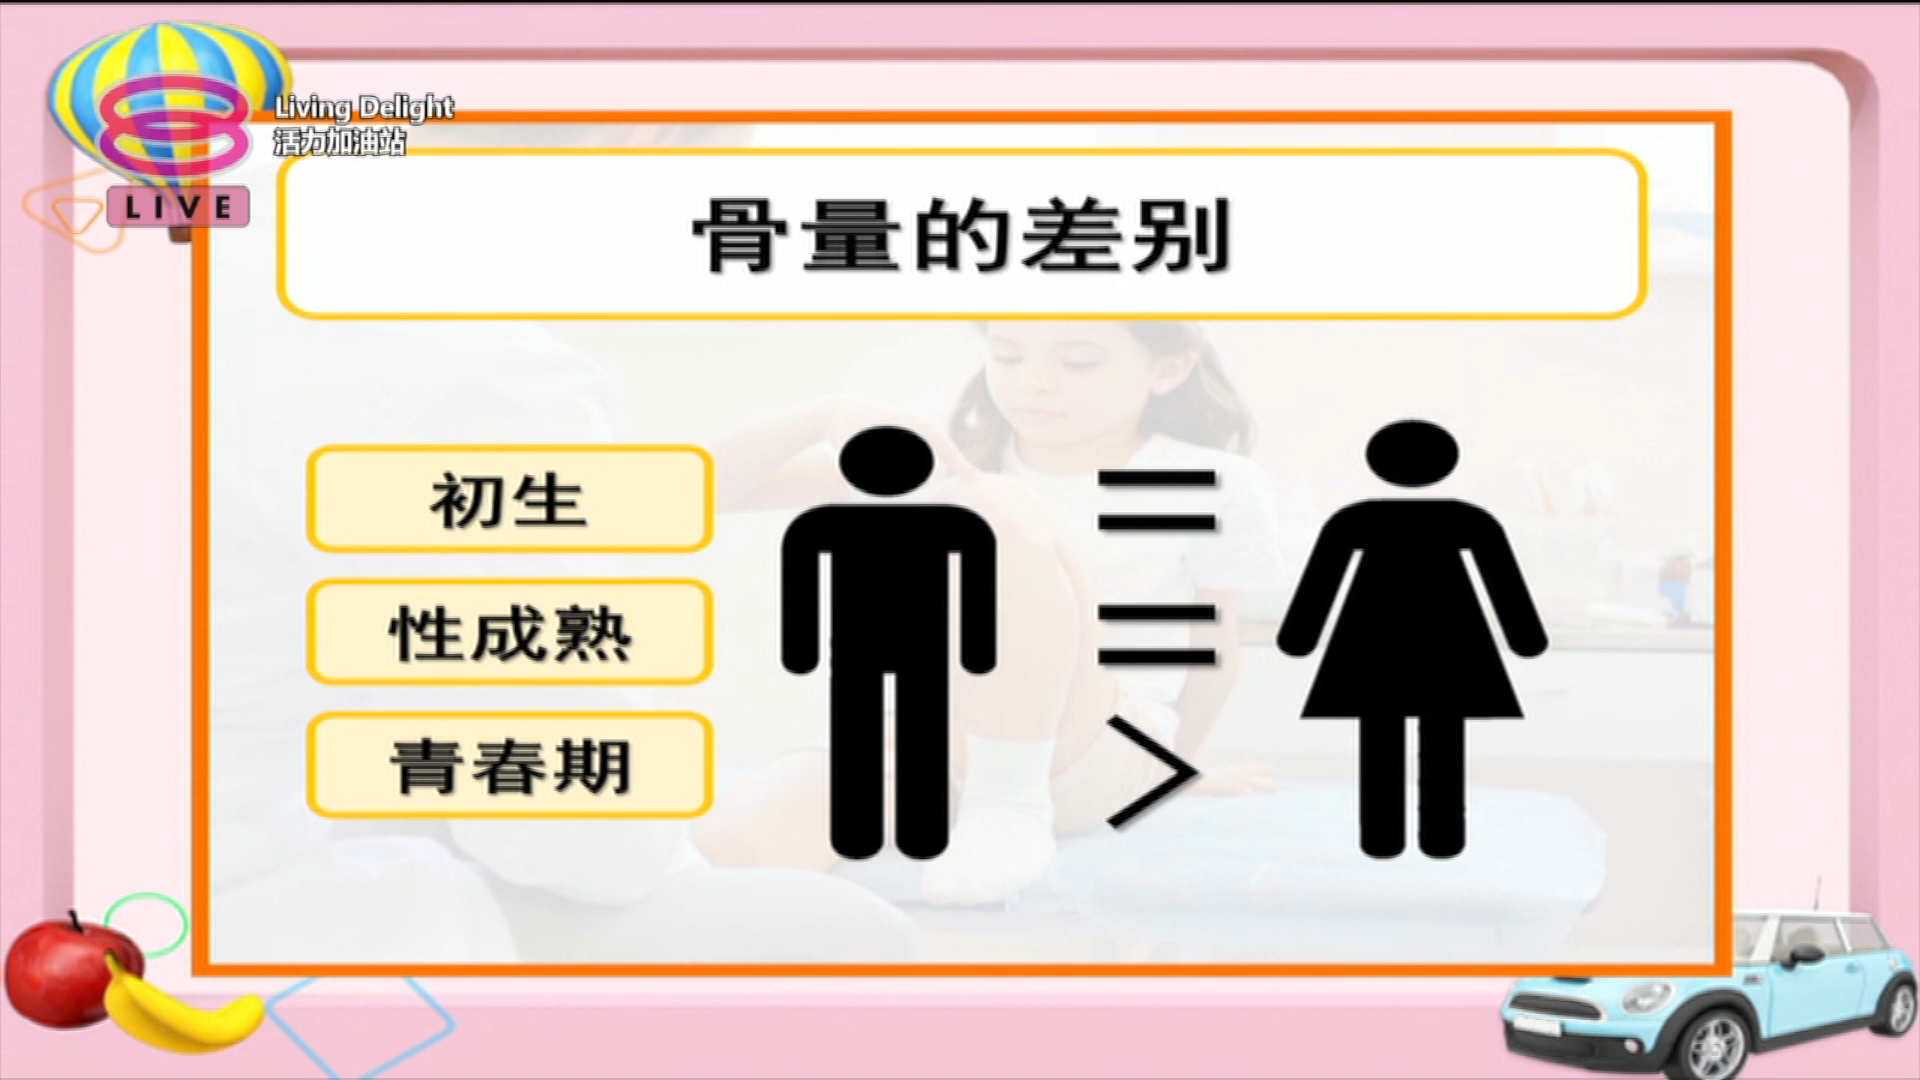 Living Delight
活力加油站
LIVE
骨量的差别
初生
=
性成熟
=
青春期
>